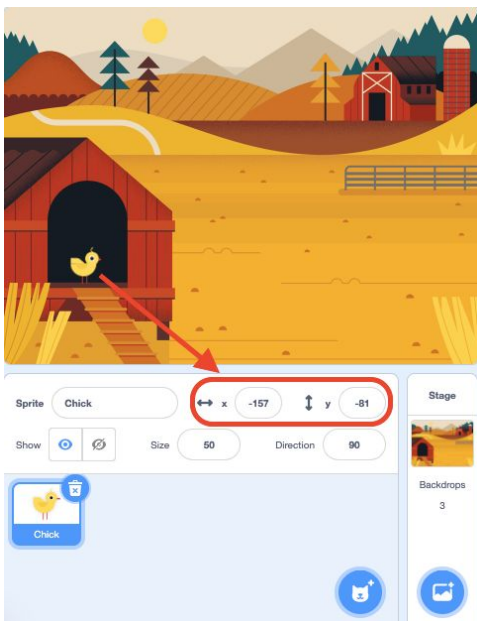 Sprite Chick x -157 y -81
Show Size 50 Direction 90
Chick
Stage
Backdrops
3